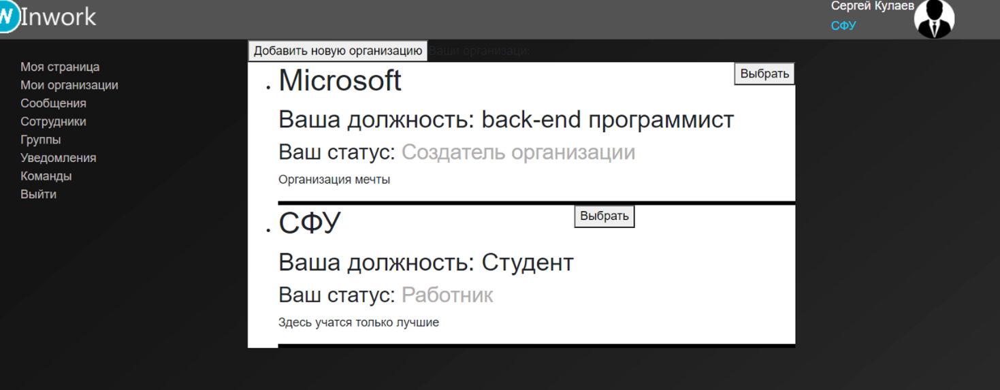 W Inwork
Сергей Кулаев
СФУ
Моя страница
Мои организации
Сообщения
Сотрудники
Группы
Уведомления
Команды
Выйти
Добавить новую организацию Ваши организаци:
Microsoft
Выбрать
Ваша должность: back-end программист
Ваш статус: Создатель организации
Организация мечты
СФУ
Выбрать
Ваша должность: Студент
Ваш статус: Работник
Здесь учатся только лучшие